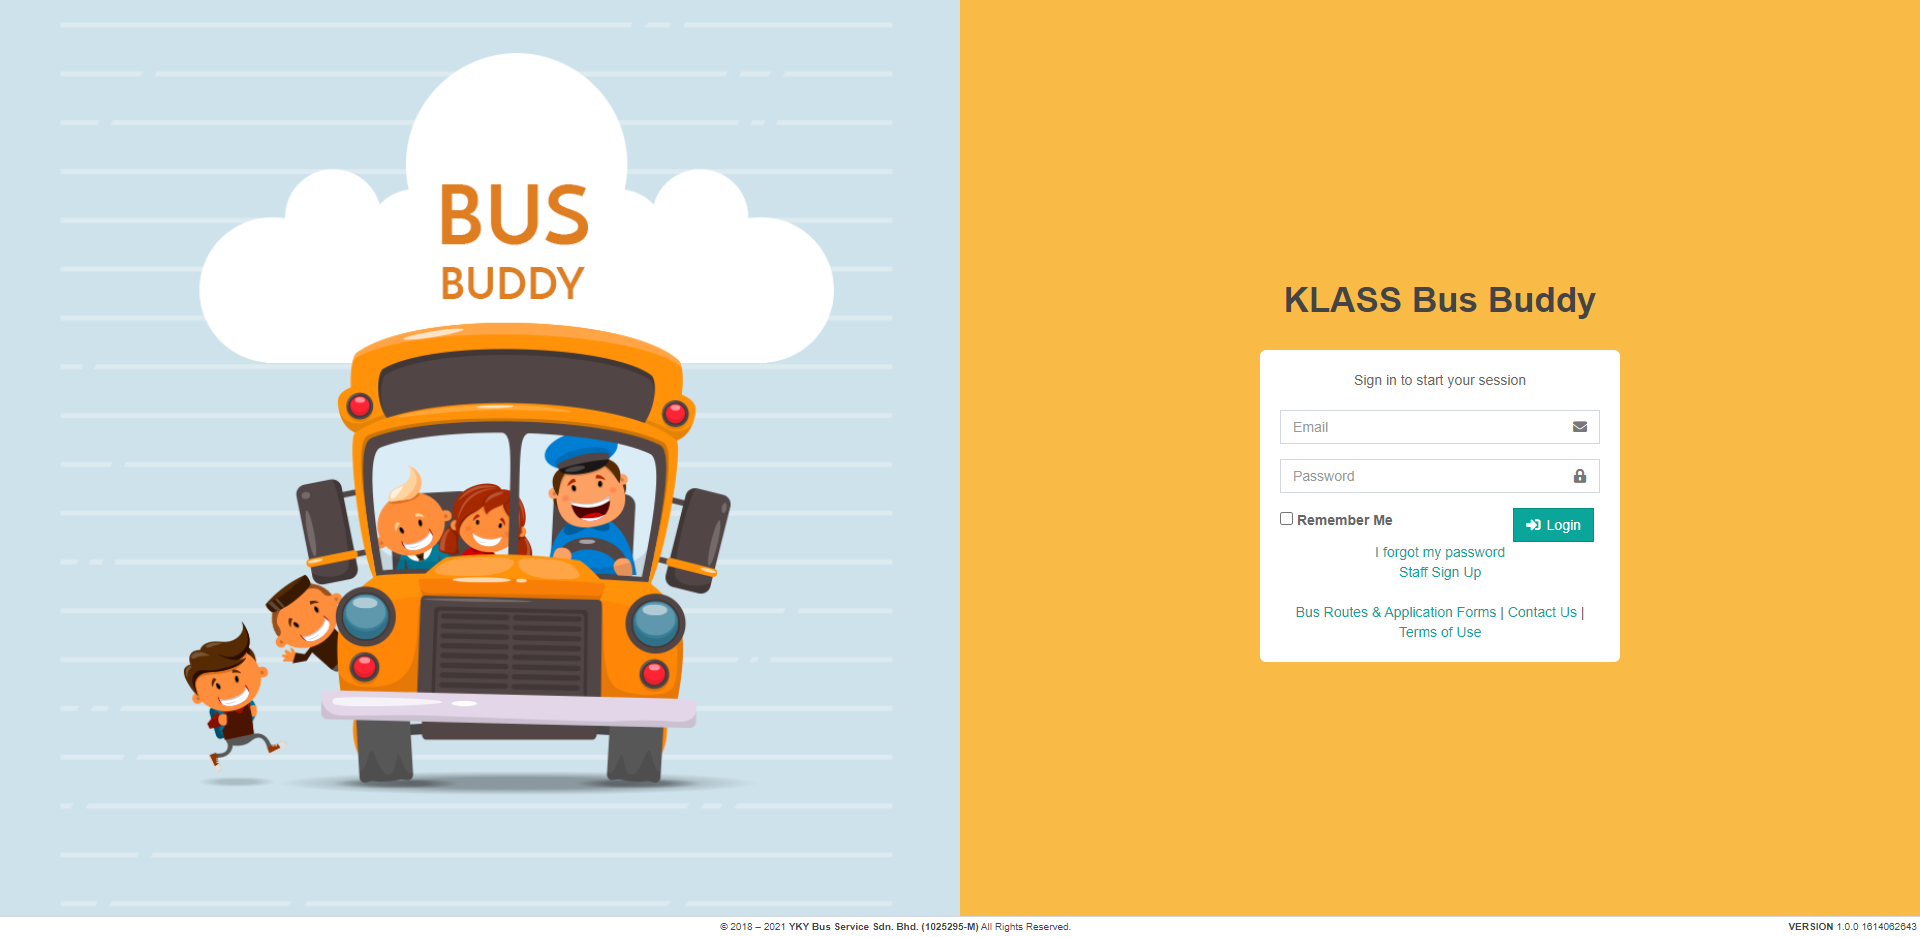 BUS
BUDDY
KLASS Bus Buddy
Sign in to start your session
Email
Password
Remember Me
Login
I forgot my password
Staff Sign Up
Bus Routes & Application Forms | Contact Us |
Terms of Use
© 2018 – 2021 YKY Bus Service Sdn. Bhd. (1025295-M) All Rights Reserved.
VERSION 1.0.0 1614062643